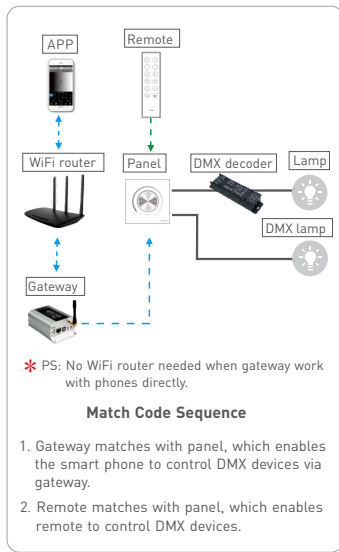 APP
Remote
WiFi router
Panel
DMX decoder
Lamp
DMX lamp
Gateway
* PS: No WiFi router needed when gateway work
with phones directly.
Match Code Sequence
1. Gateway matches with panel, which enables
the smart phone to control DMX devices via
gateway.
2. Remote matches with panel, which enables
remote to control DMX devices.